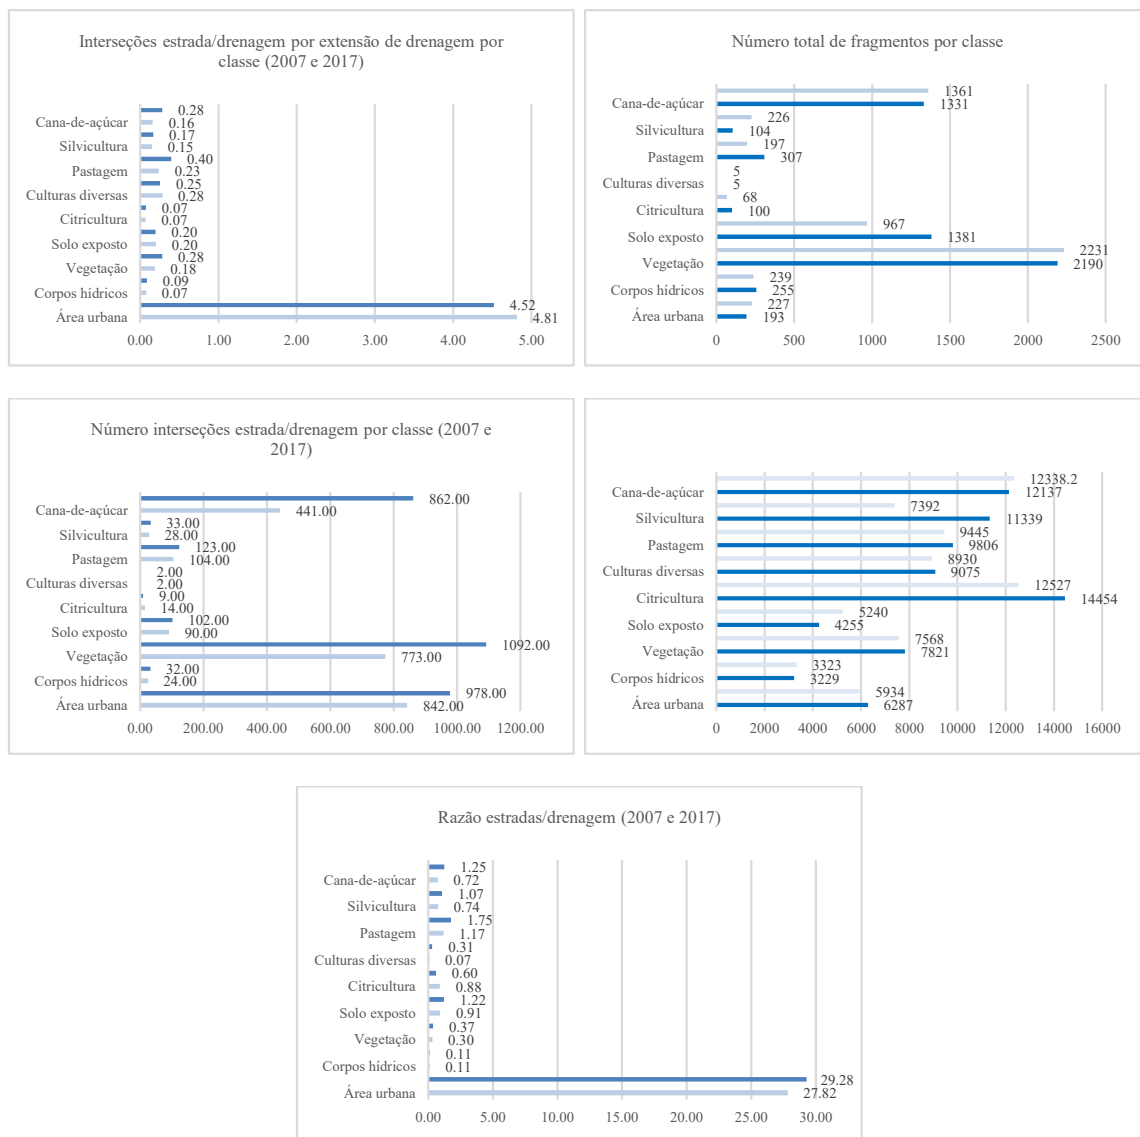 Interseções estrada/drenagem por extensão de drenagem por
classe (2007 e 2017)
0.28
Cana-de-açúcar 0.16
0.17
Silvicultura 0.15
0.40
Pastagem 0.23
0.25
Culturas diversas 0.28
0.07
Citricultura 0.07
0.20
Solo exposto 0.20
0.28
Vegetação 0.18
0.09
Corpos hídricos 0.07
4.52
Área urbana 4.81
0.00 1.00 2.00 3.00 4.00 5.00
Número total de fragmentos por classe
1361
Cana-de-açúcar 1331
226
Silvicultura 104
197
Pastagem 307
5
Culturas diversas 5
68
Citricultura 100
967
Solo exposto 1381
2231
Vegetação 2190
239
Corpos hídricos 255
227
Área urbana 193
0 500 1000 1500 2000 2500
Número interseções estrada/drenagem por classe (2007 e
2017)
862.00
Cana-de-açúcar 441.00
33.00
Silvicultura 28.00
123.00
Pastagem 104.00
2.00
Culturas diversas 2.00
9.00
Citricultura 14.00
102.00
Solo exposto 90.00
1092.00
Vegetação 773.00
32.00
Corpos hídricos 24.00
978.00
Área urbana 842.00
0.00 200.00 400.00 600.00 800.00 1000.00 1200.00
12338.2
Cana-de-açúcar 12137
7392
Silvicultura 11339
9445
Pastagem 9806
8930
Culturas diversas 9075
12527
Citricultura 14454
5240
Solo exposto 4255
7568
Vegetação 7821
3323
Corpos hídricos 3229
5934
Área urbana 6287
0 2000 4000 6000 8000 10000 12000 14000 16000
Razão estradas/drenagem (2007 e 2017)
1.25
Cana-de-açúcar 0.72
1.07
Silvicultura 0.74
1.75
Pastagem 1.17
0.31
Culturas diversas 0.07
0.60
Citricultura 0.88
1.22
Solo exposto 0.91
0.37
Vegetação 0.30
0.11
Corpos hídricos 0.11
29.28
Área urbana 27.82
0.00 5.00 10.00 15.00 20.00 25.00 30.00